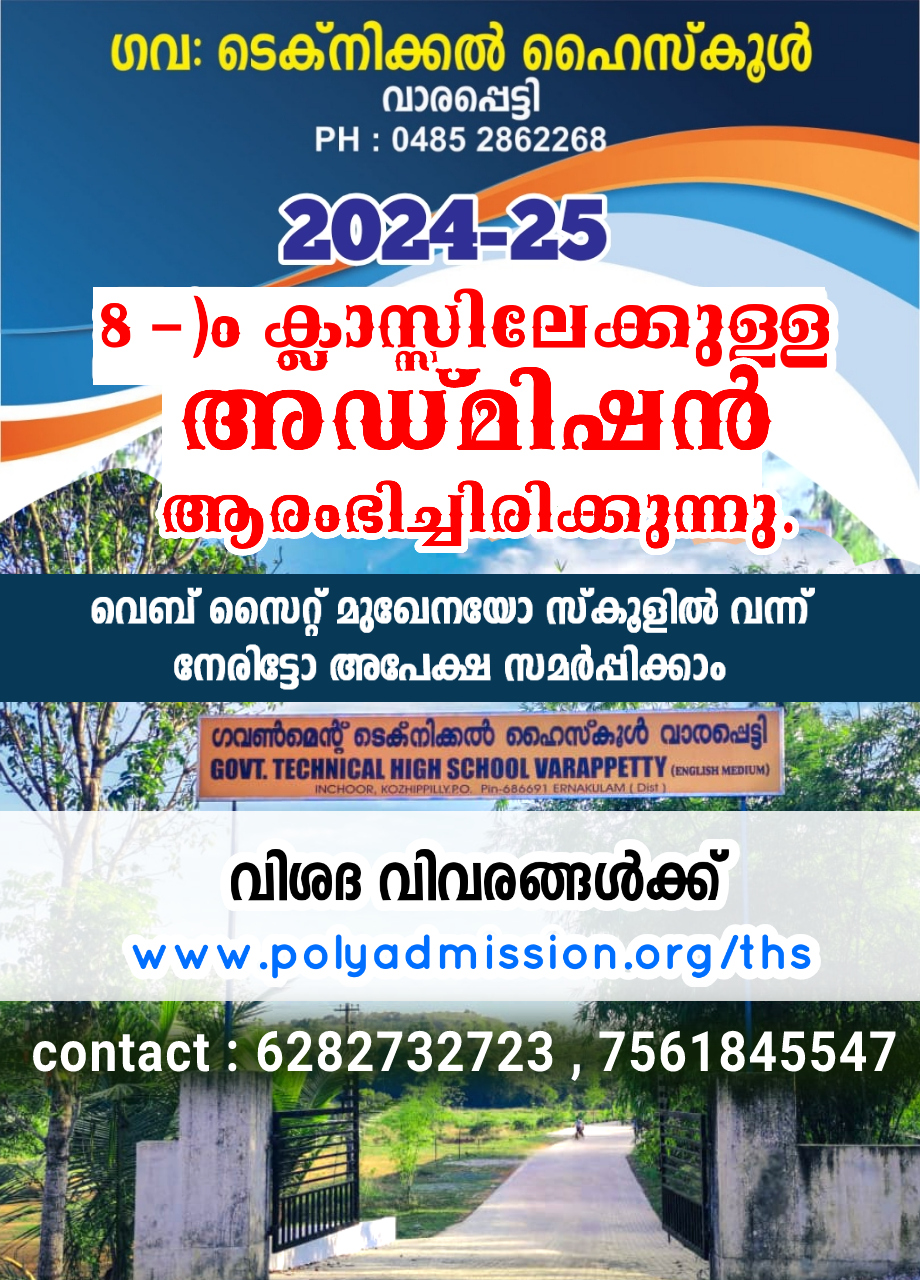 ഗവ: ടെക്നിക്കൽ ഹൈസ്കൂൾ
വാരപ്പെട്ടി
PH : 0485 2862268
2024-25
8 -)ം ക്ലാസ്സിലേക്കുള്ള
അഡ്മിഷൻ
ആരംഭിച്ചിരിക്കുന്നു.
വെബ് സൈറ്റ് മുഖേനയോ സ്കൂളിൽ വന്ന്
നേരിട്ടോ അപേക്ഷ സമർപ്പിക്കാം
ഗവൺമെന്റ് ടെക്നിക്കൽ ഹൈസ്കൂൾ വാരപ്പെട്ടി
GOVT. TECHNICAL HIGH SCHOOL VARAPPETTY (ENGLISH MEDIUM)
INCHOOR, KOZHIPPILLY.P.O. Pin-686691 ERNAKULAM ( Dist )
വിശദ വിവരങ്ങൾക്ക്
www.polyadmission.org/ths
contact : 6282732723 , 7561845547